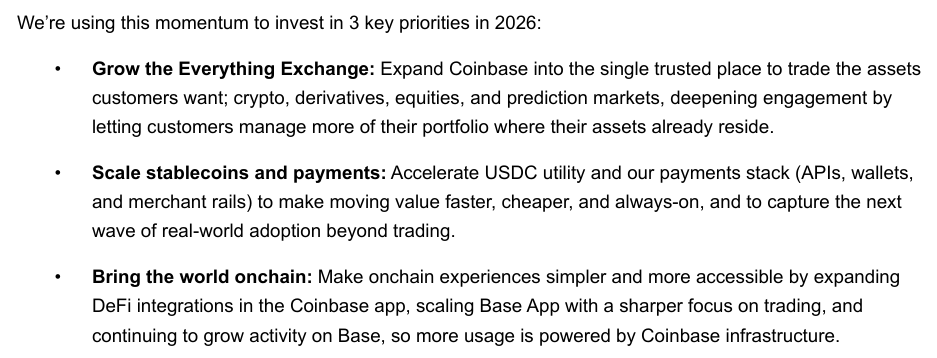 We’re using this momentum to invest in 3 key priorities in 2026:
• Grow the Everything Exchange: Expand Coinbase into the single trusted place to trade the assets
customers want; crypto, derivatives, equities, and prediction markets, deepening engagement by
letting customers manage more of their portfolio where their assets already reside.
• Scale stablecoins and payments: Accelerate USDC utility and our payments stack (APIs, wallets,
and merchant rails) to make moving value faster, cheaper, and always-on, and to capture the next
wave of real-world adoption beyond trading.
• Bring the world onchain: Make onchain experiences simpler and more accessible by expanding
DeFi integrations in the Coinbase app, scaling Base App with a sharper focus on trading, and
continuing to grow activity on Base, so more usage is powered by Coinbase infrastructure.